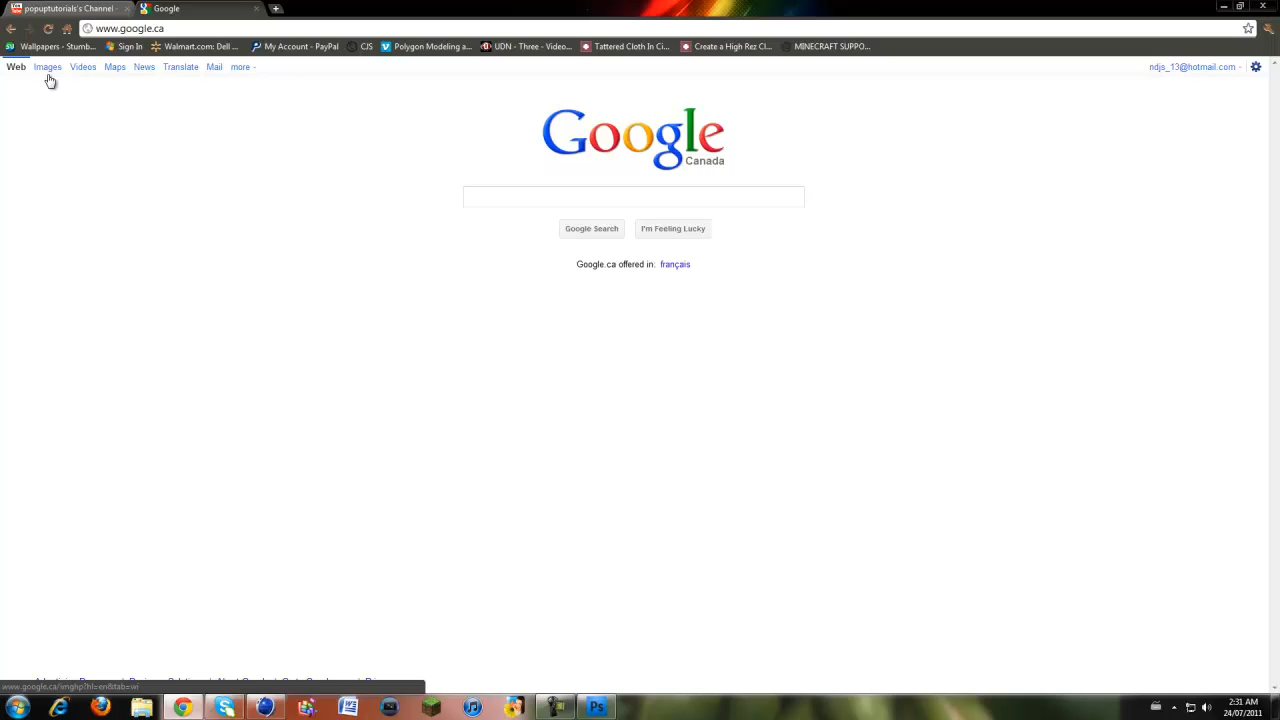 popuptutorials's Channel -
Google
www.google.ca
Wallpapers - Stumb... Sign In Walmart.com: Dell ... My Account - PayPal CJS Polygon Modeling a... UDN - Three - Video... Tattered Cloth In Ci... Create a High Rez Cl... MINECRAFT SUPPO...
Web Images Videos Maps News Translate Mail more
ndjs_13@hotmail.com
Google
Canada
Google Search I'm Feeling Lucky
Google.ca offered in: français
www.google.ca/imghp?hl=en&tab=wi
2:31 AM
24/07/2011